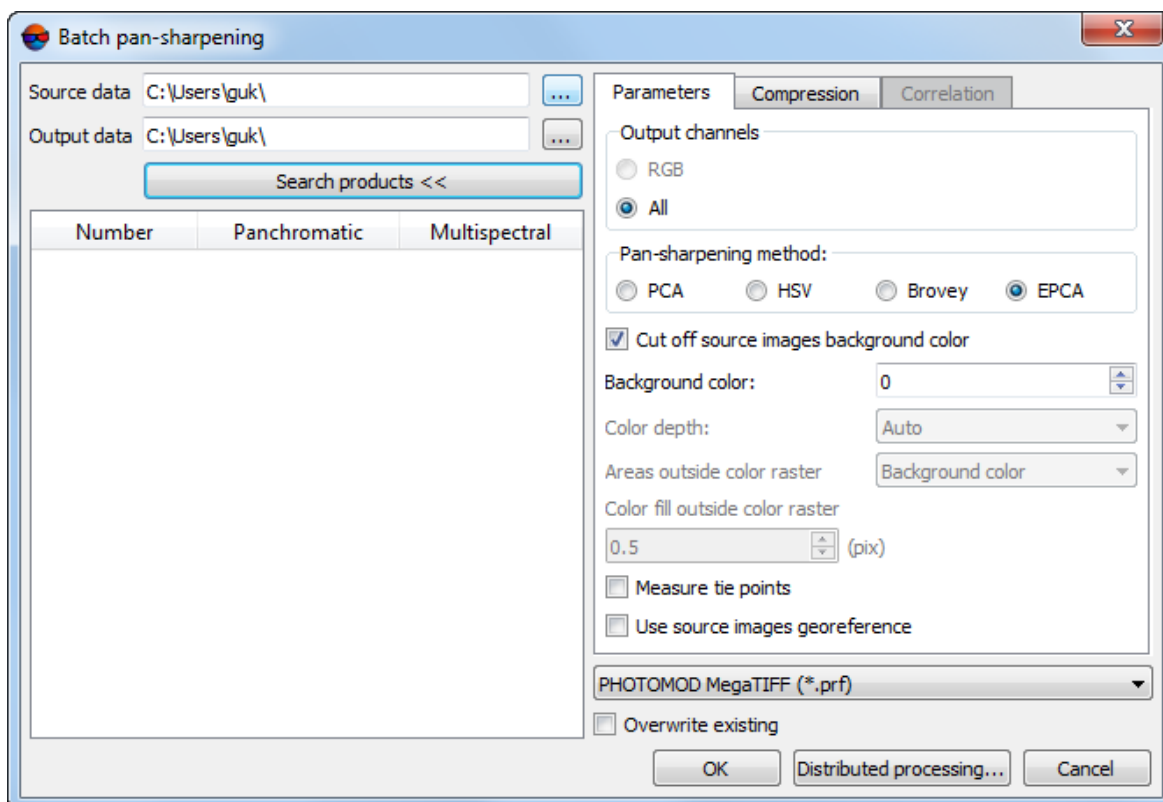 Batch pan-sharpening
Source data C:\Users\guk\ ...
Output data C:\Users\guk\ ...
Search products <<
Number Panchromatic Multispectral
Parameters Compression Correlation
Output channels
RGB
All
Pan-sharpening method:
PCA HSV Brovey EPCA
Cut off source images background color
Background color: 0
Color depth: Auto
Areas outside color raster Background color
Color fill outside color raster
0.5 (pix)
Measure tie points
Use source images georeference
PHOTOMOD MegaTIFF (*.prf)
Overwrite existing
OK Distributed processing... Cancel